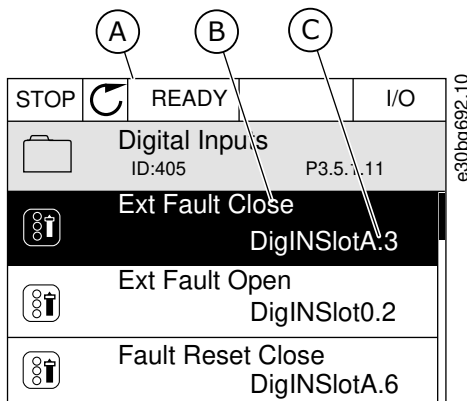 A B C
STOP READY I/O
Digital Inputs
ID:405 P3.5.1.11
Ext Fault Close
DigINSlotA.3
Ext Fault Open
DigINSlot0.2
Fault Reset Close
DigINSlotA.6
e30bg692.10